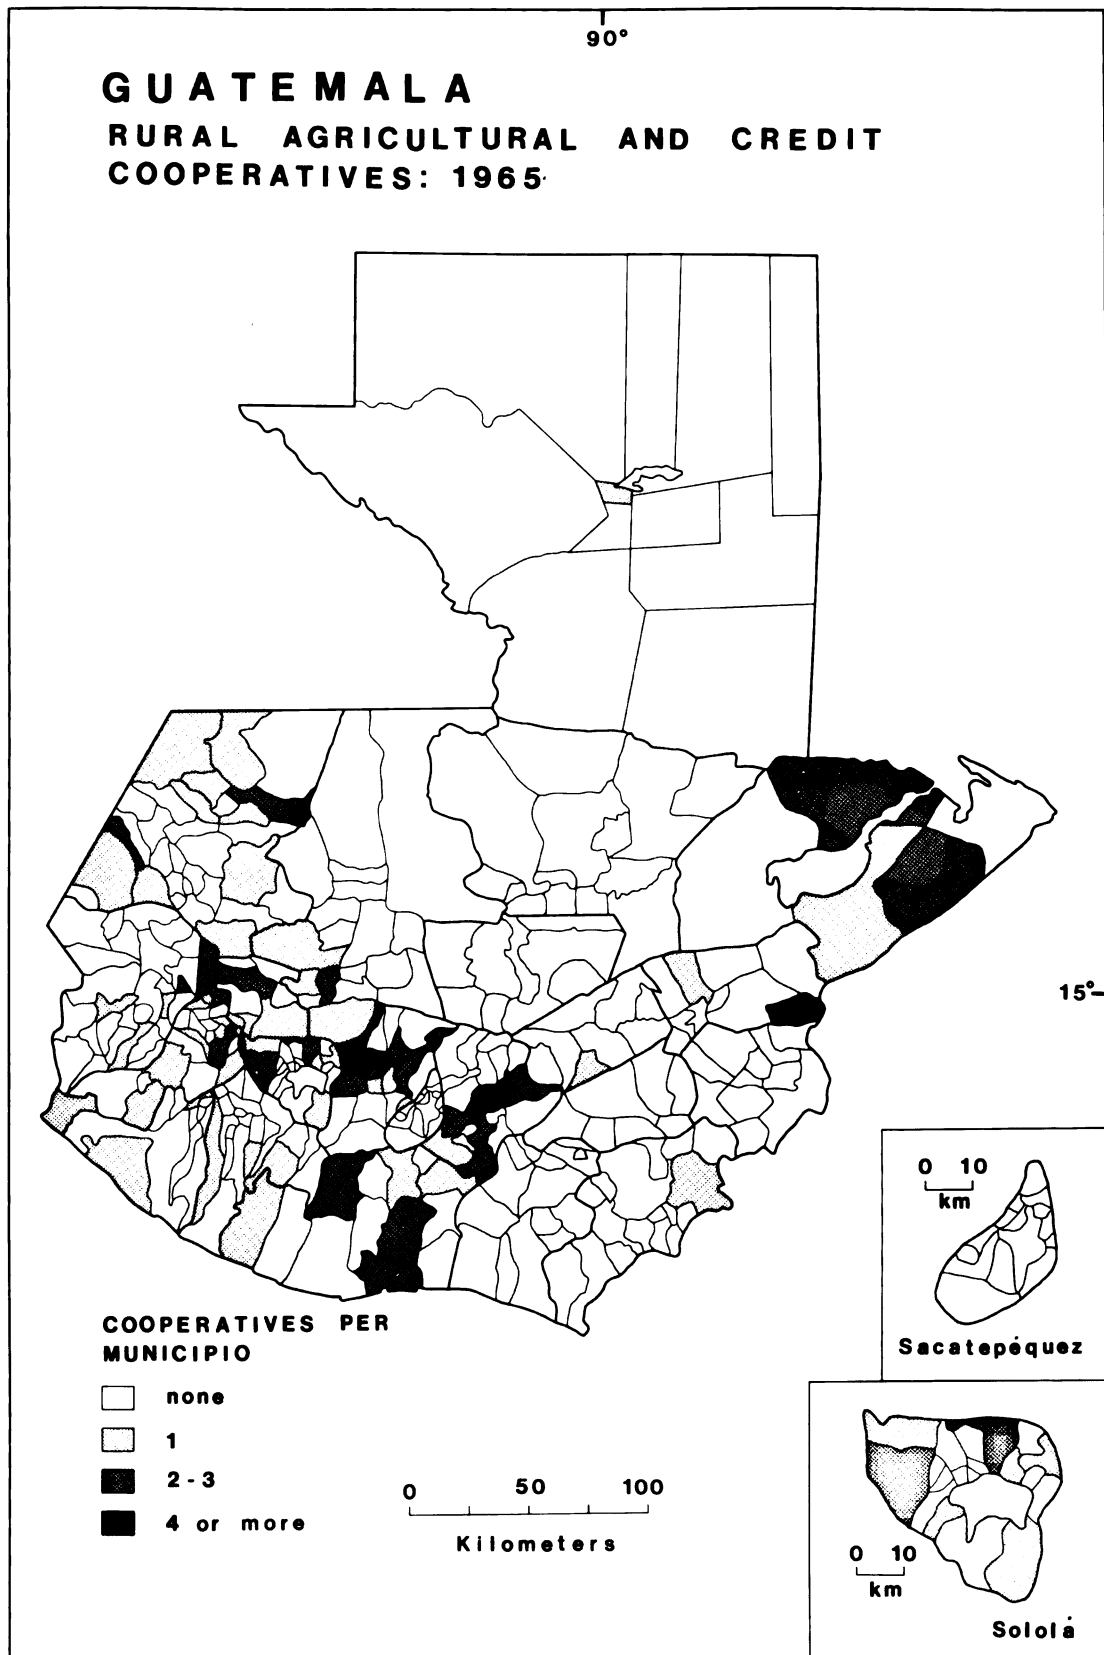 90°
GUATEMALA
RURAL AGRICULTURAL AND CREDIT
COOPERATIVES: 1965
15°
0 10
km
Sacatepéquez
COOPERATIVES PER
MUNICIPIO
none
1
2-3
4 or more
0 50 100
Kilometers
0 10
km
Sololá